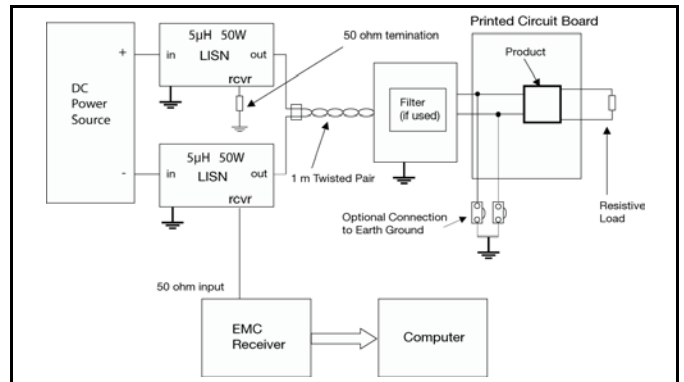 Printed Circuit Board
5µH 50W
LISN
in
out
rcvr
50 ohm temination
Product
+
DC
Power
Source
-
Filter
(if used)
5µH 50W
LISN
in
out
rcvr
1 m Twisted Pair
Optional Connection
to Earth Ground
Resistive
Load
50 ohm input
EMC
Receiver
Computer